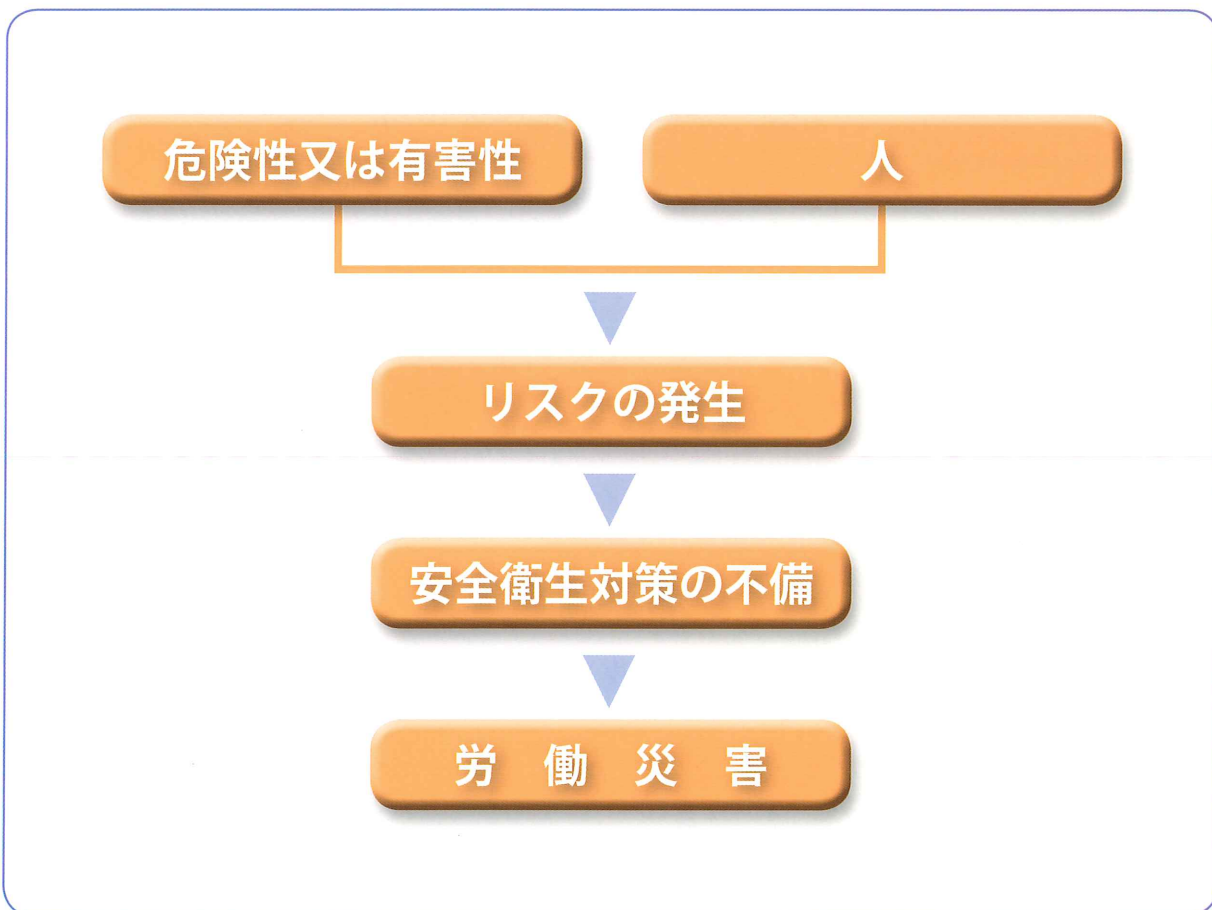 危険性又は有害性
人
リスクの発生
安全衛生対策の不備
労 働 災 害